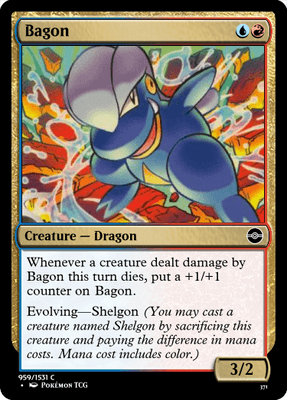 Bagon
Creature — Dragon
Whenever a creature dealt damage by
Bagon this turn dies, put a +1/+1
counter on Bagon.
Evolving—Shelgon (You may cast a
creature named Shelgon by sacrificing this
creature and paying the difference in mana
costs. Mana cost includes color.)
3/2
959/1531 C
• Pokémon TCG